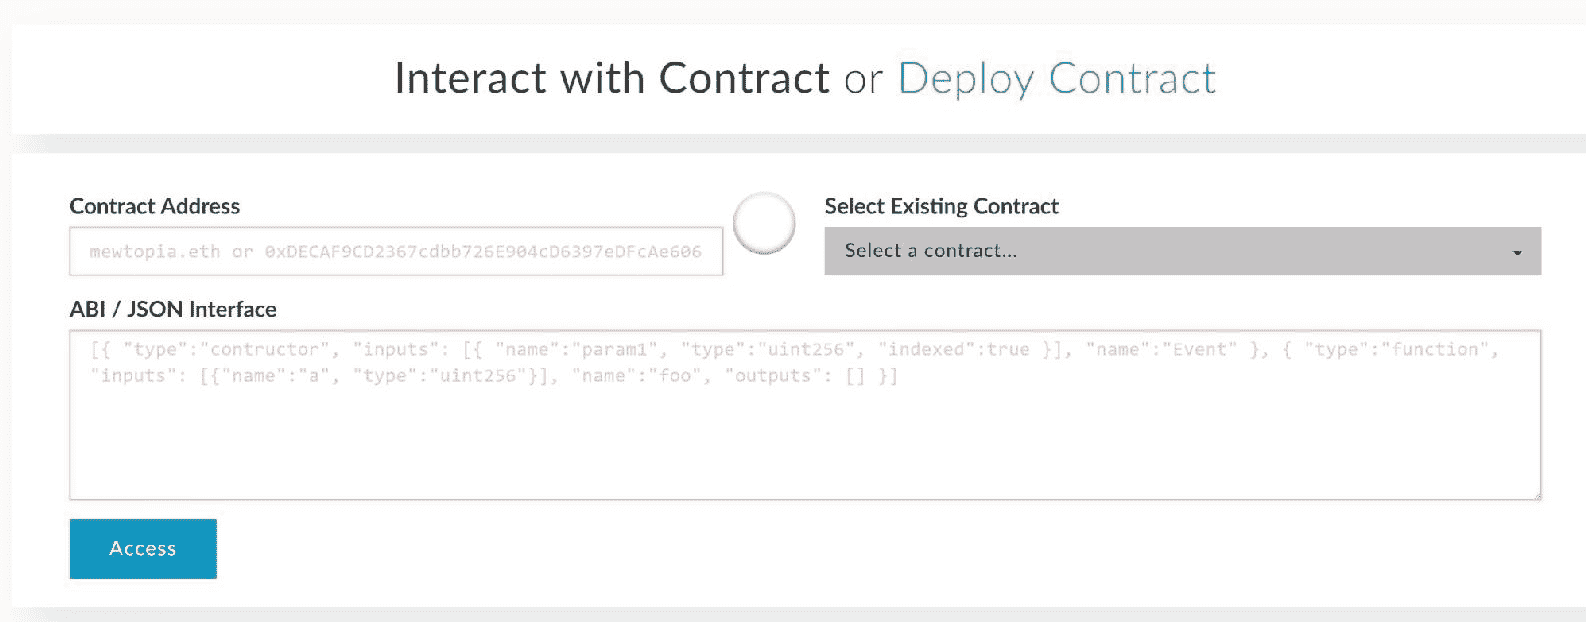 Interact with Contract or Deploy Contract
Contract Address
mewtopia.eth or 0xDECAF9CD2367cdbb726E904cD6397eDFcAe606
Select Existing Contract
Select a contract...
ABI / JSON Interface
[{ "type":"contructor", "inputs": [{ "name":"param1", "type":"uint256", "indexed":true }], "name":"Event" }, { "type":"function",
"inputs": [{"name":"a", "type":"uint256"}], "name":"foo", "outputs": [] }]
Access